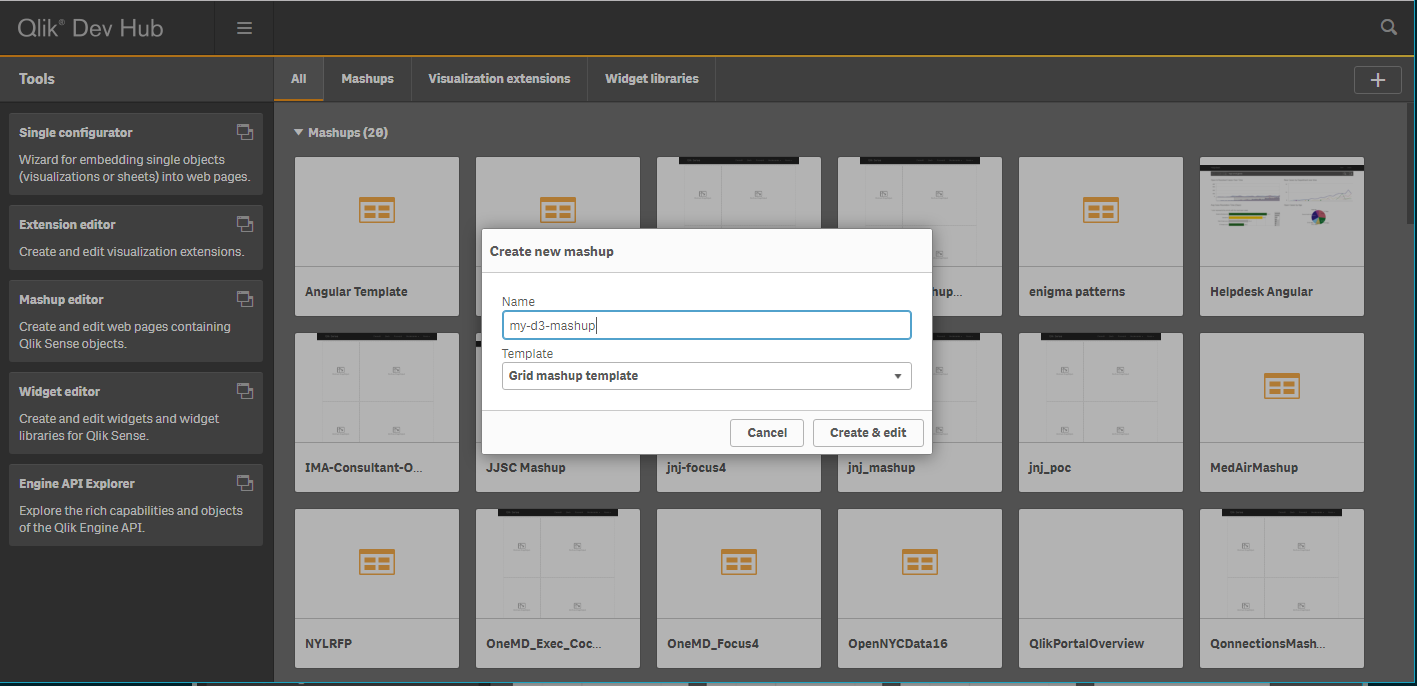 Qlik® Dev Hub
Tools
All
Mashups
Visualization extensions
Widget libraries
Single configurator
Wizard for embedding single objects
(visualizations or sheets) into web pages.
Extension editor
Create and edit visualization extensions.
Mashup editor
Create and edit web pages containing
Qlik Sense objects.
Widget editor
Create and edit widgets and widget
libraries for Qlik Sense.
Engine API Explorer
Explore the rich capabilities and objects
of the Qlik Engine API.
Mashups (20)
Angular Template
hup...
enigma patterns
Helpdesk Angular
Create new mashup
Name
my-d3-mashup
Template
Grid mashup template
Cancel
Create & edit
IMA-Consultant-O...
JJSC Mashup
jnj-focus4
jnj_mashup
jnj_poc
MedAirMashup
NYLRFP
OneMD_Exec_Coc...
OneMD_Focus4
OpenNYCData16
QlikPortalOverview
QonnectionsMash...